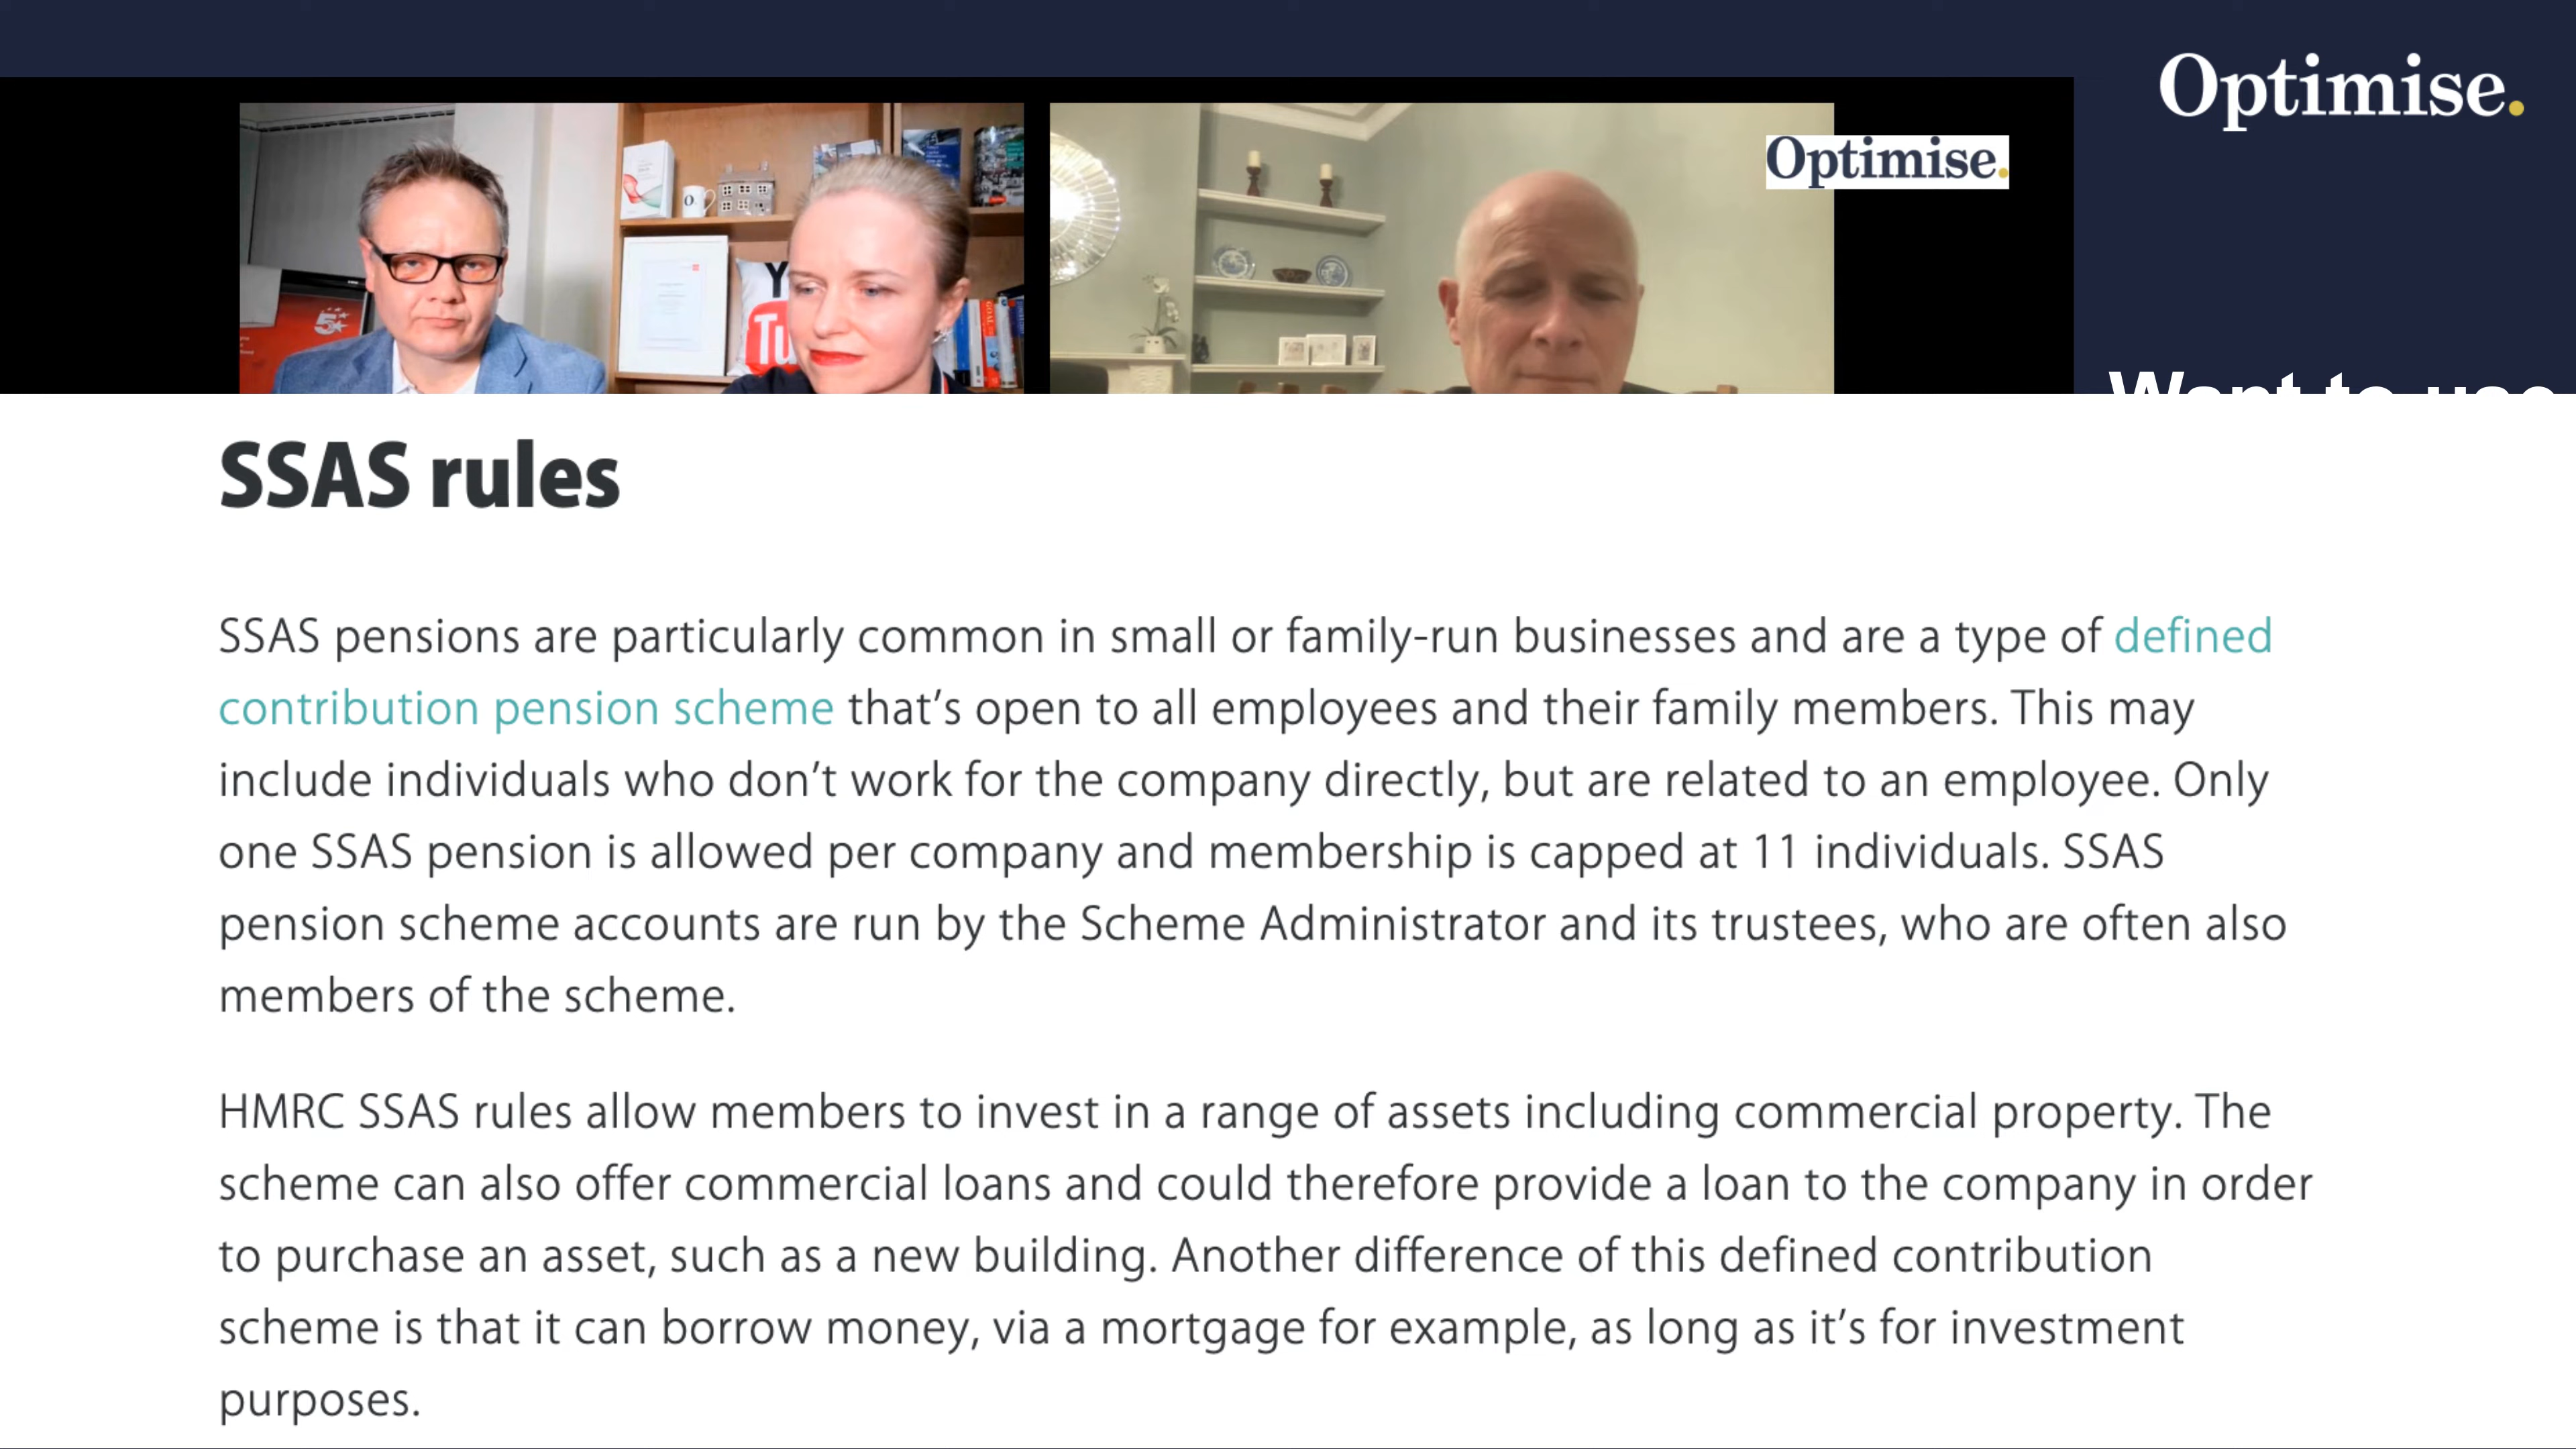 Optimise.
Optimise.
5
O.
Y
Tu
GOAL
Want to use
SSAS rules
SSAS pensions are particularly common in small or family-run businesses and are a type of defined
contribution pension scheme that’s open to all employees and their family members. This may
include individuals who don’t work for the company directly, but are related to an employee. Only
one SSAS pension is allowed per company and membership is capped at 11 individuals. SSAS
pension scheme accounts are run by the Scheme Administrator and its trustees, who are often also
members of the scheme.
HMRC SSAS rules allow members to invest in a range of assets including commercial property. The
scheme can also offer commercial loans and could therefore provide a loan to the company in order
to purchase an asset, such as a new building. Another difference of this defined contribution
scheme is that it can borrow money, via a mortgage for example, as long as it’s for investment
purposes.